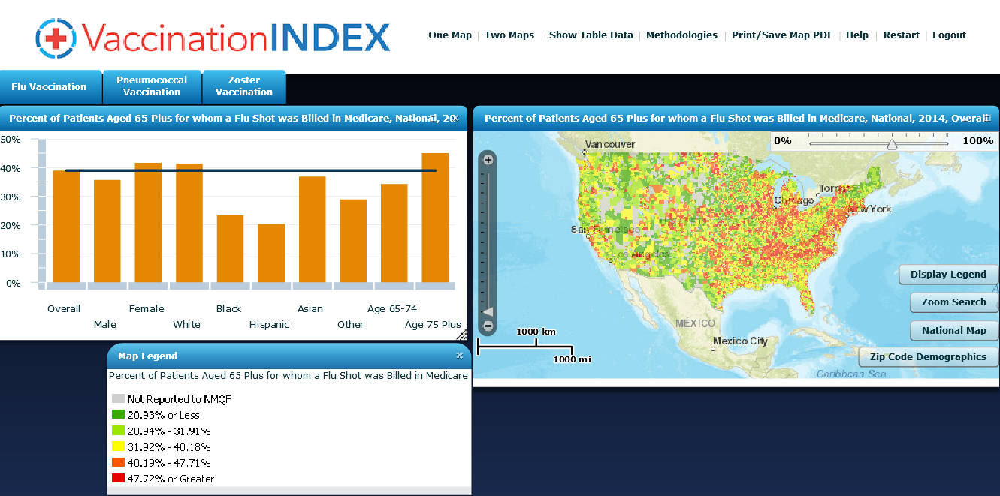 VaccinationINDEX
One Map | Two Maps | Show Table Data | Methodologies | Print/Save Map PDF | Help | Restart | Logout
Flu Vaccination
Pneumococcal
Vaccination
Zoster
Vaccination
Percent of Patients Aged 65 Plus for whom a Flu Shot was Billed in Medicare, National, 20
50%
40%
30%
20%
10%
0%
Overall
Male
Female
White
Black
Hispanic
Asian
Other
Age 65-74
Age 75 Plus
Percent of Patients Aged 65 Plus for whom a Flu Shot was Billed in Medicare, National, 2014, Overall
0%
100%
Vancouver
Chicago
New York
San Francisco
Los Angeles
MÉXICO
Mexico City
Caribbean Sea
1000 km
1000 mi
Display Legend
Zoom Search
National Map
Zip Code Demographics
Map Legend
Percent of Patients Aged 65 Plus for whom a Flu Shot was Billed in Medicare
Not Reported to NMQF
20.93% or Less
20.94% - 31.91%
31.92% - 40.18%
40.19% - 47.71%
47.72% or Greater